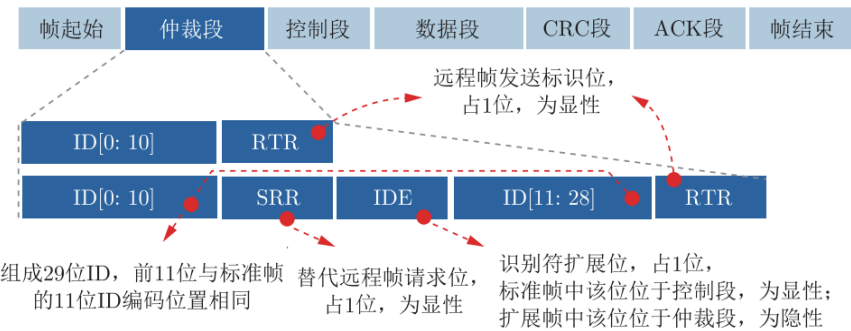 帧起始 仲裁段 控制段 数据段 CRC段 ACK段 帧结束
远程帧发送标识位，
占1位，为显性
ID[0: 10] RTR
ID[0: 10] SRR IDE ID[11: 28] RTR
组成29位ID，前11位与标准帧
的11位ID编码位置相同
替代远程帧请求位，
占1位，为显性
识别符扩展位，占1位，
标准帧中该位位于控制段，为显性；
扩展帧中该位位于仲裁段，为隐性